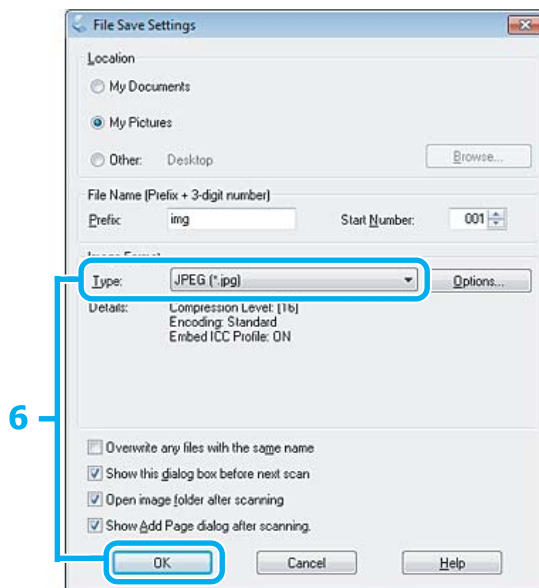 File Save Settings
Location
My Documents
My Pictures
Other: Desktop Browse...
File Name (Prefix + 3-digit number)
Prefix: img Start Number: 001
Image Format
Type: JPEG (*.jpg) Options...
Details: Compression Level: [16]
Encoding: Standard
Embed ICC Profile: ON
6
Overwrite any files with the same name
Show this dialog box before next scan
Open image folder after scanning
Show Add Page dialog after scanning.
OK Cancel Help